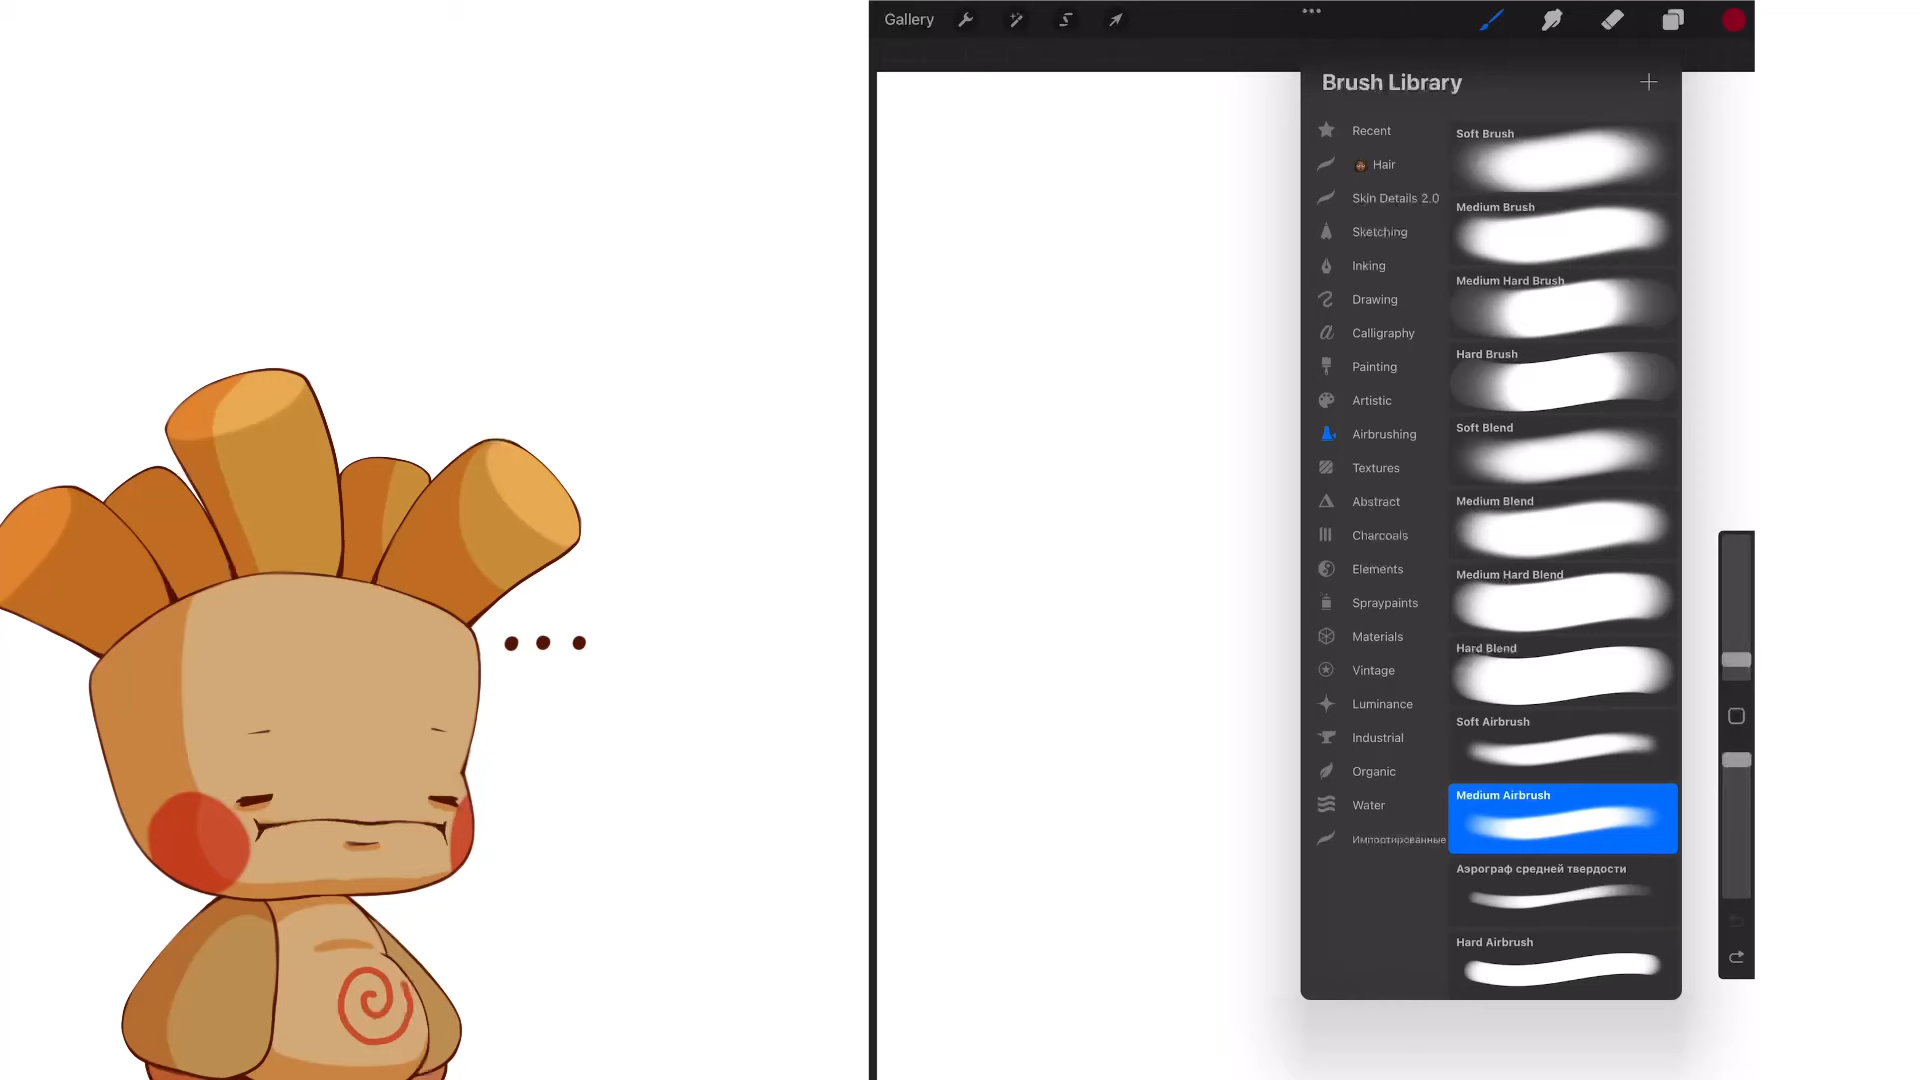 Gallery
Brush Library
Recent
Hair
Skin Details 2.0
Sketching
Inking
Drawing
Calligraphy
Painting
Artistic
Airbrushing
Textures
Abstract
Charcoals
Elements
Spraypaints
Materials
Vintage
Luminance
Industrial
Organic
Water
Импортированные
Soft Brush
Medium Brush
Medium Hard Brush
Hard Brush
Soft Blend
Medium Blend
Medium Hard Blend
Hard Blend
Soft Airbrush
Medium Airbrush
Аэрограф средней твердости
Hard Airbrush